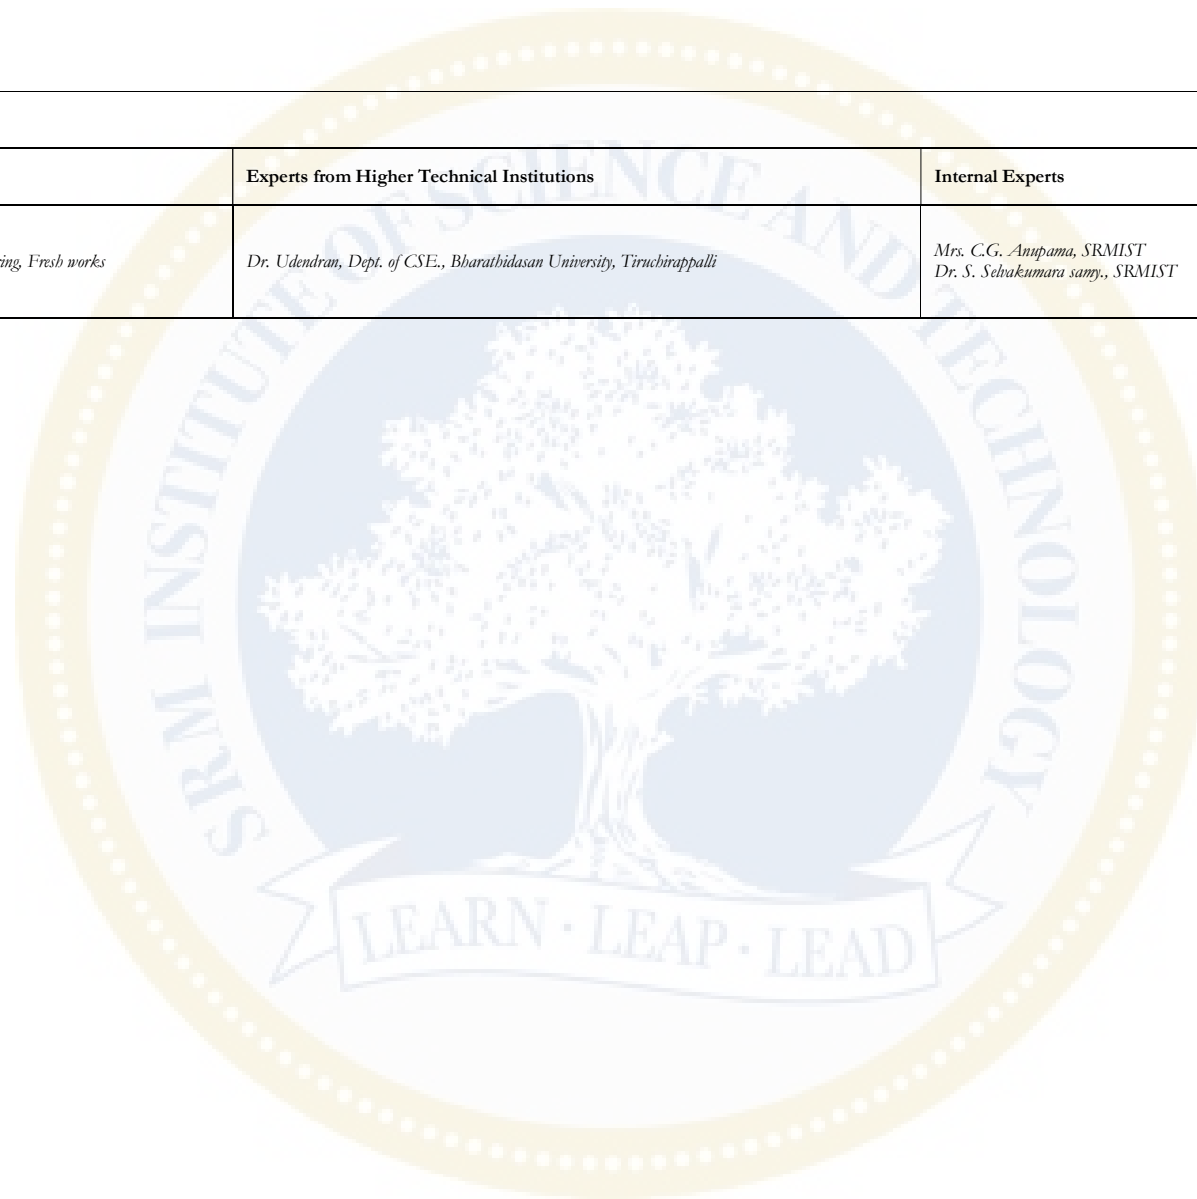 Experts from Higher Technical Institutions
Internal Experts
ing, Fresh works
Dr. Udendran, Dept. of CSE., Bharathidasan University, Tiruchirappalli
Mrs. C.G. Anupama, SRMIST
Dr. S. Selvakumara samy., SRMIST
SRM INSTITUTE OF SCIENCE AND TECHNOLOGY
LEARN · LEAP · LEAD